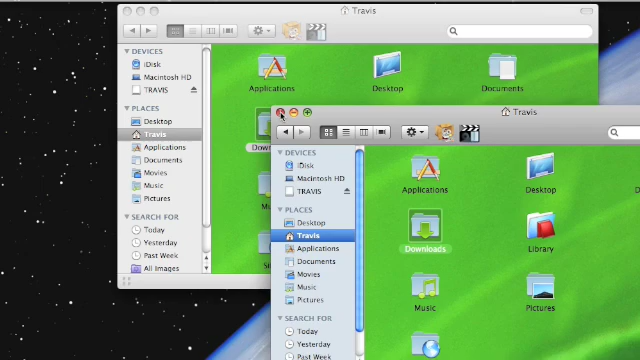 Travis
DEVICES
iDisk
Macintosh HD
TRAVIS
PLACES
Desktop
Travis
Applications
Documents
Movies
Music
Pictures
SEARCH FOR
Today
Yesterday
Past Week
All Images
Applications
Desktop
Documents
Travis
DEVICES
iDisk
Macintosh HD
TRAVIS
PLACES
Desktop
Travis
Applications
Documents
Movies
Music
Pictures
SEARCH FOR
Today
Yesterday
Past Week
Applications
Desktop
Downloads
Library
Music
Pictures